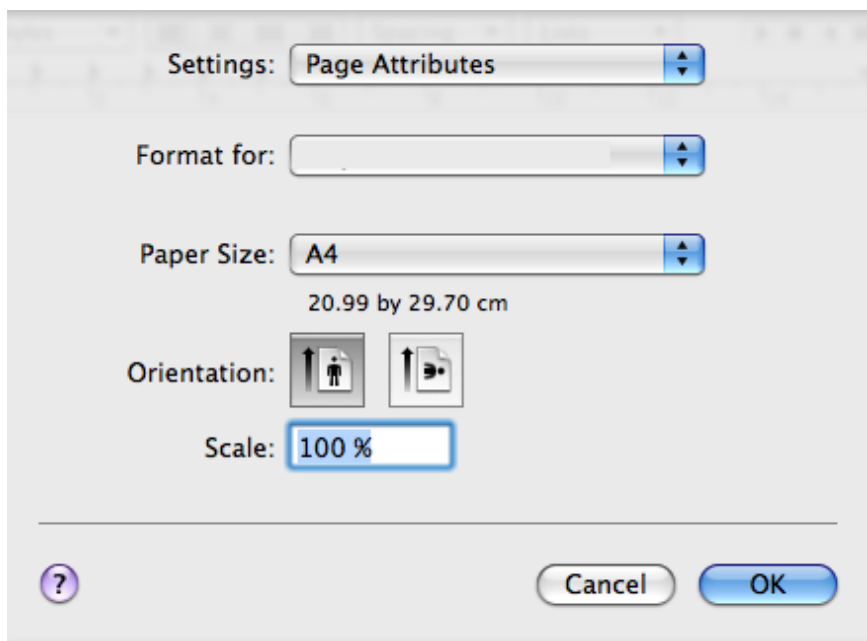 Settings: Page Attributes
Format for:
Paper Size: A4
20.99 by 29.70 cm
Orientation:
Scale: 100 %
? Cancel OK